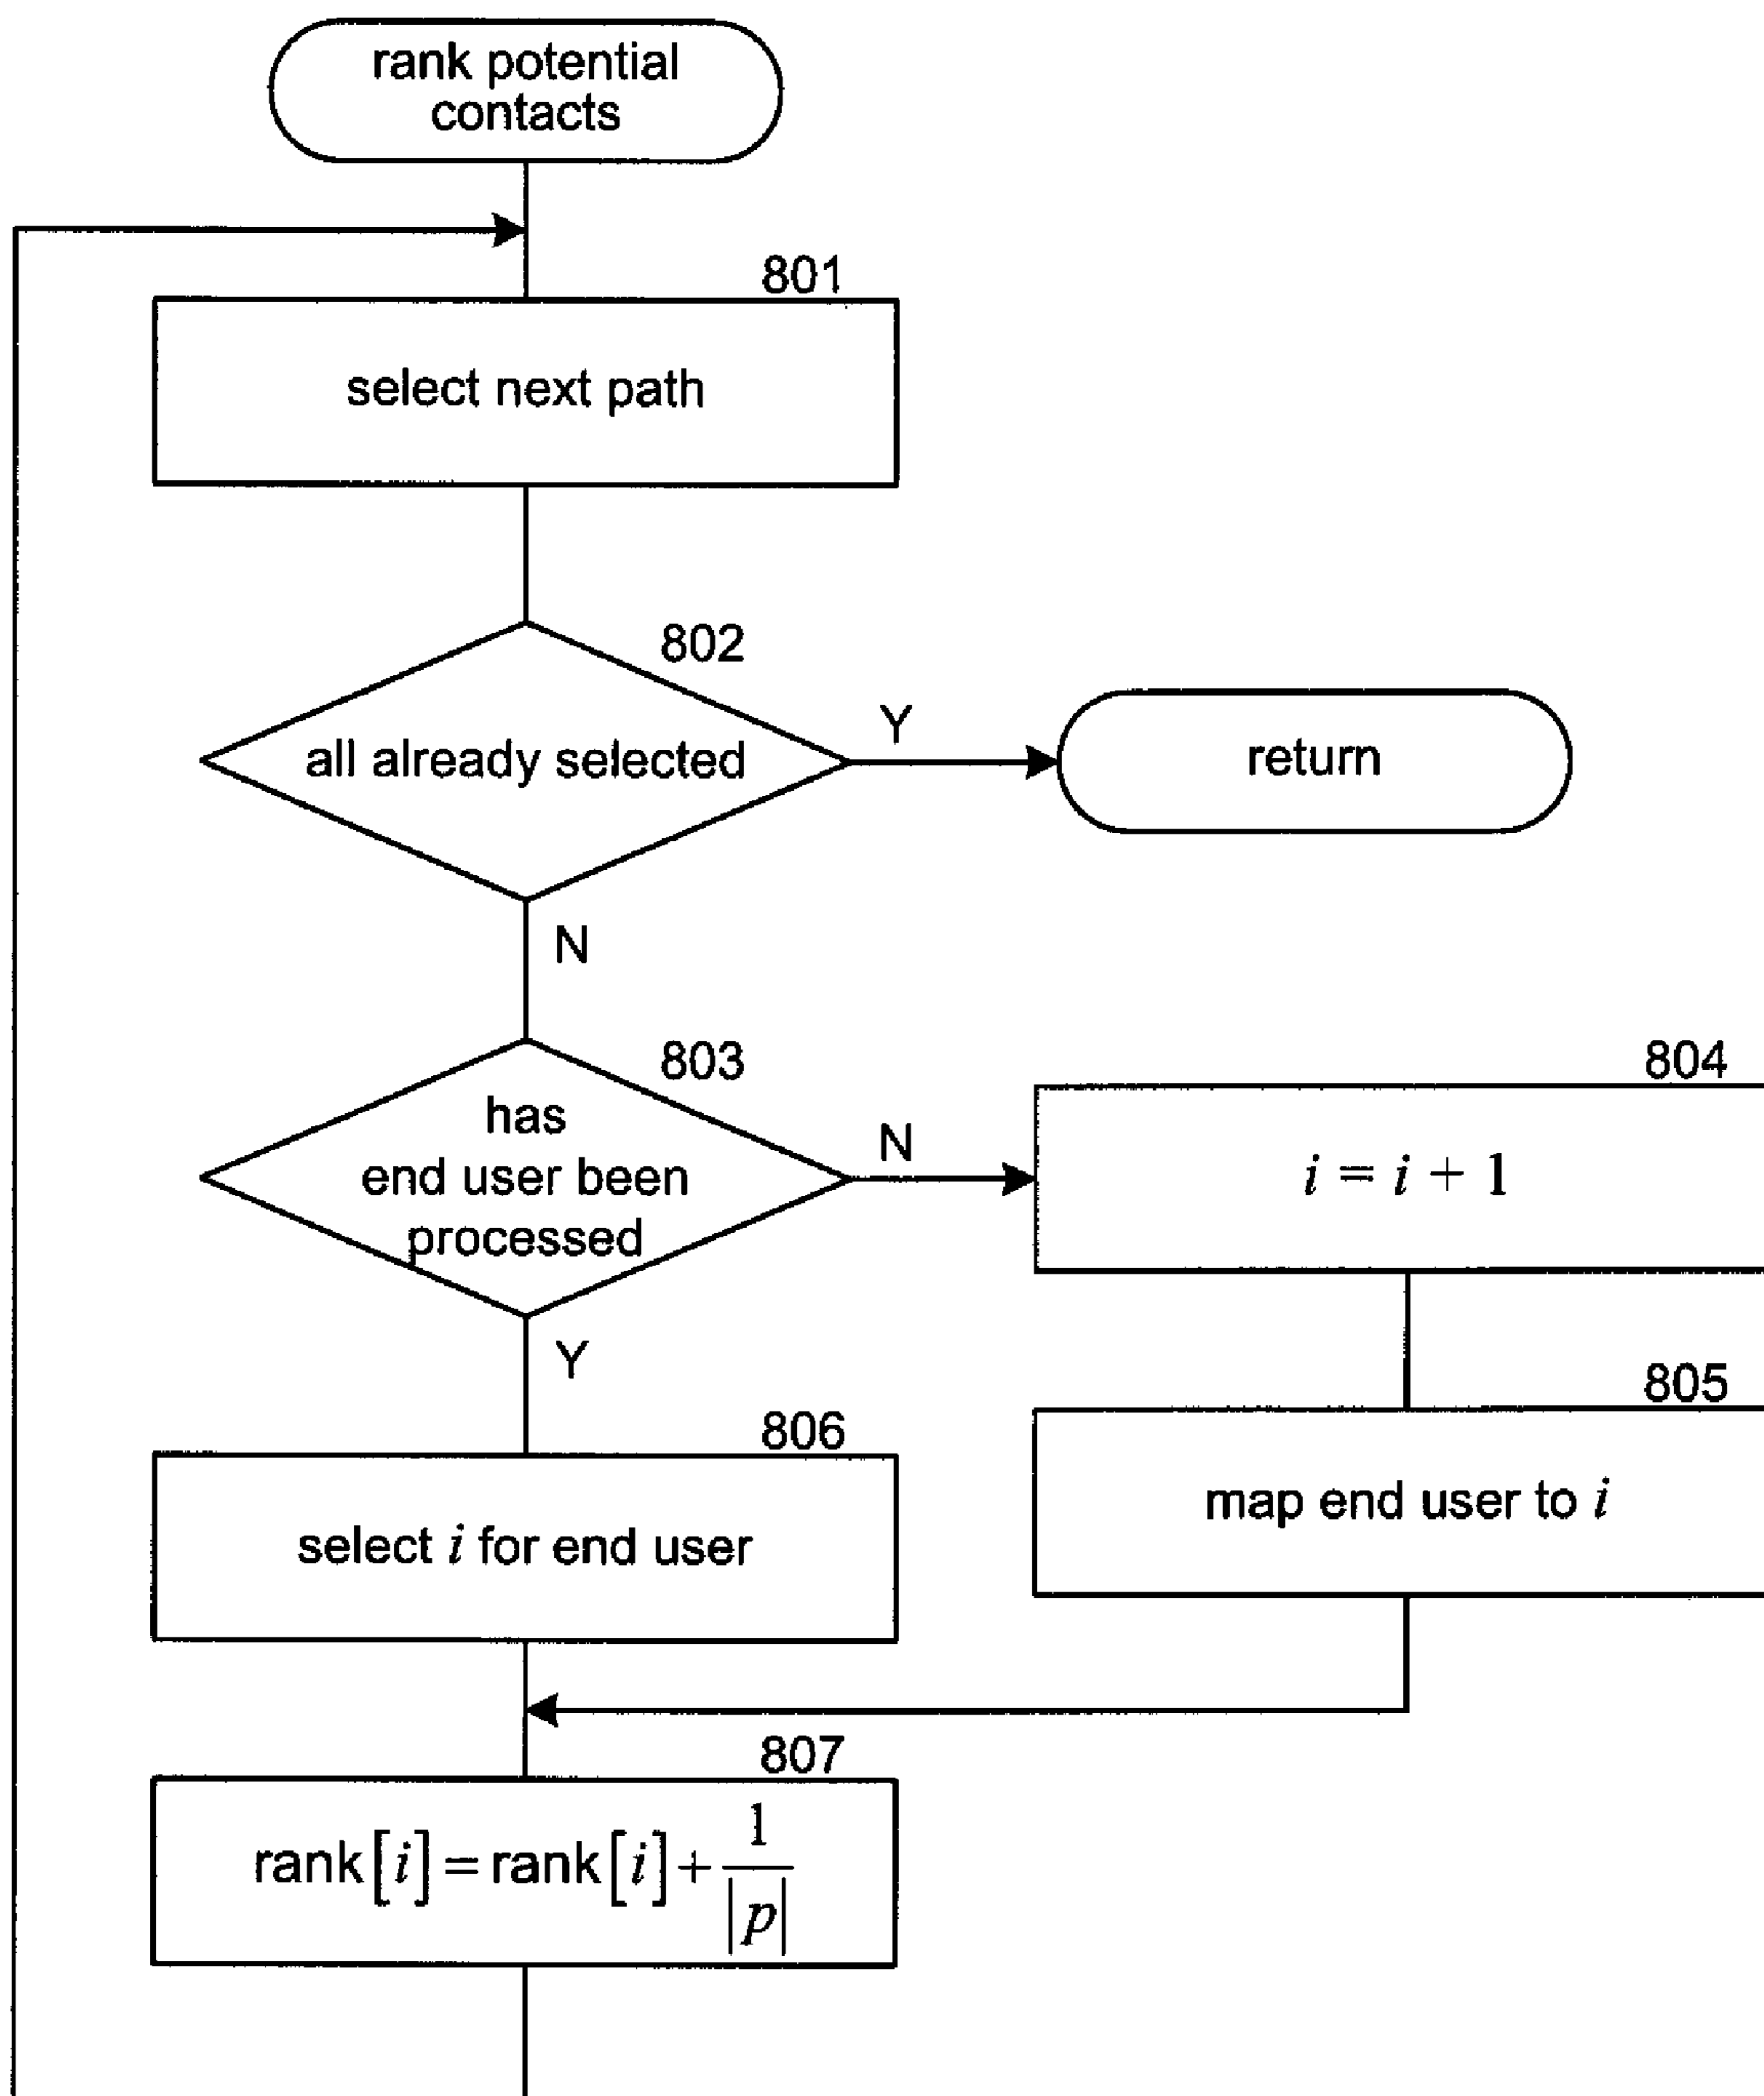 rank potential
contacts
801
select next path
802
all already selected
Y
return
N
803
has
end user been
processed
N
804
i = i + 1
Y
805
map end user to i
806
select i for end user
807
rank[i] = rank[i] + 1/|p|